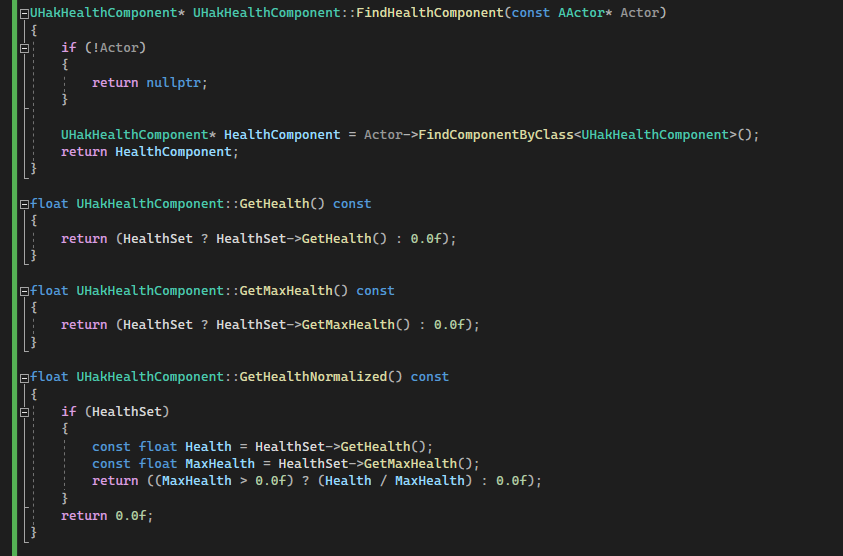 UHakHealthComponent* UHakHealthComponent::FindHealthComponent(const AActor* Actor)
{
    if (!Actor)
    {
        return nullptr;
    }

    UHakHealthComponent* HealthComponent = Actor->FindComponentByClass<UHakHealthComponent>();
    return HealthComponent;
}

float UHakHealthComponent::GetHealth() const
{
    return (HealthSet ? HealthSet->GetHealth() : 0.0f);
}

float UHakHealthComponent::GetMaxHealth() const
{
    return (HealthSet ? HealthSet->GetMaxHealth() : 0.0f);
}

float UHakHealthComponent::GetHealthNormalized() const
{
    if (HealthSet)
    {
        const float Health = HealthSet->GetHealth();
        const float MaxHealth = HealthSet->GetMaxHealth();
        return ((MaxHealth > 0.0f) ? (Health / MaxHealth) : 0.0f);
    }
    return 0.0f;
}